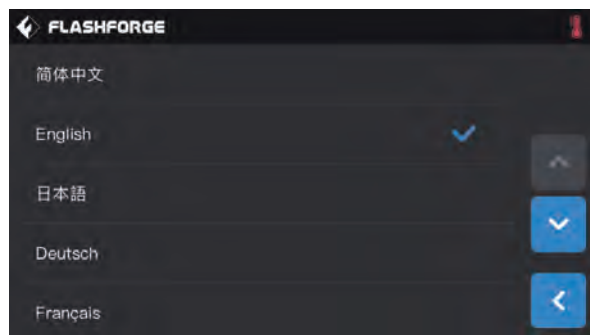 FLASHFORGE
简体中文
English
日本語
Deutsch
Français